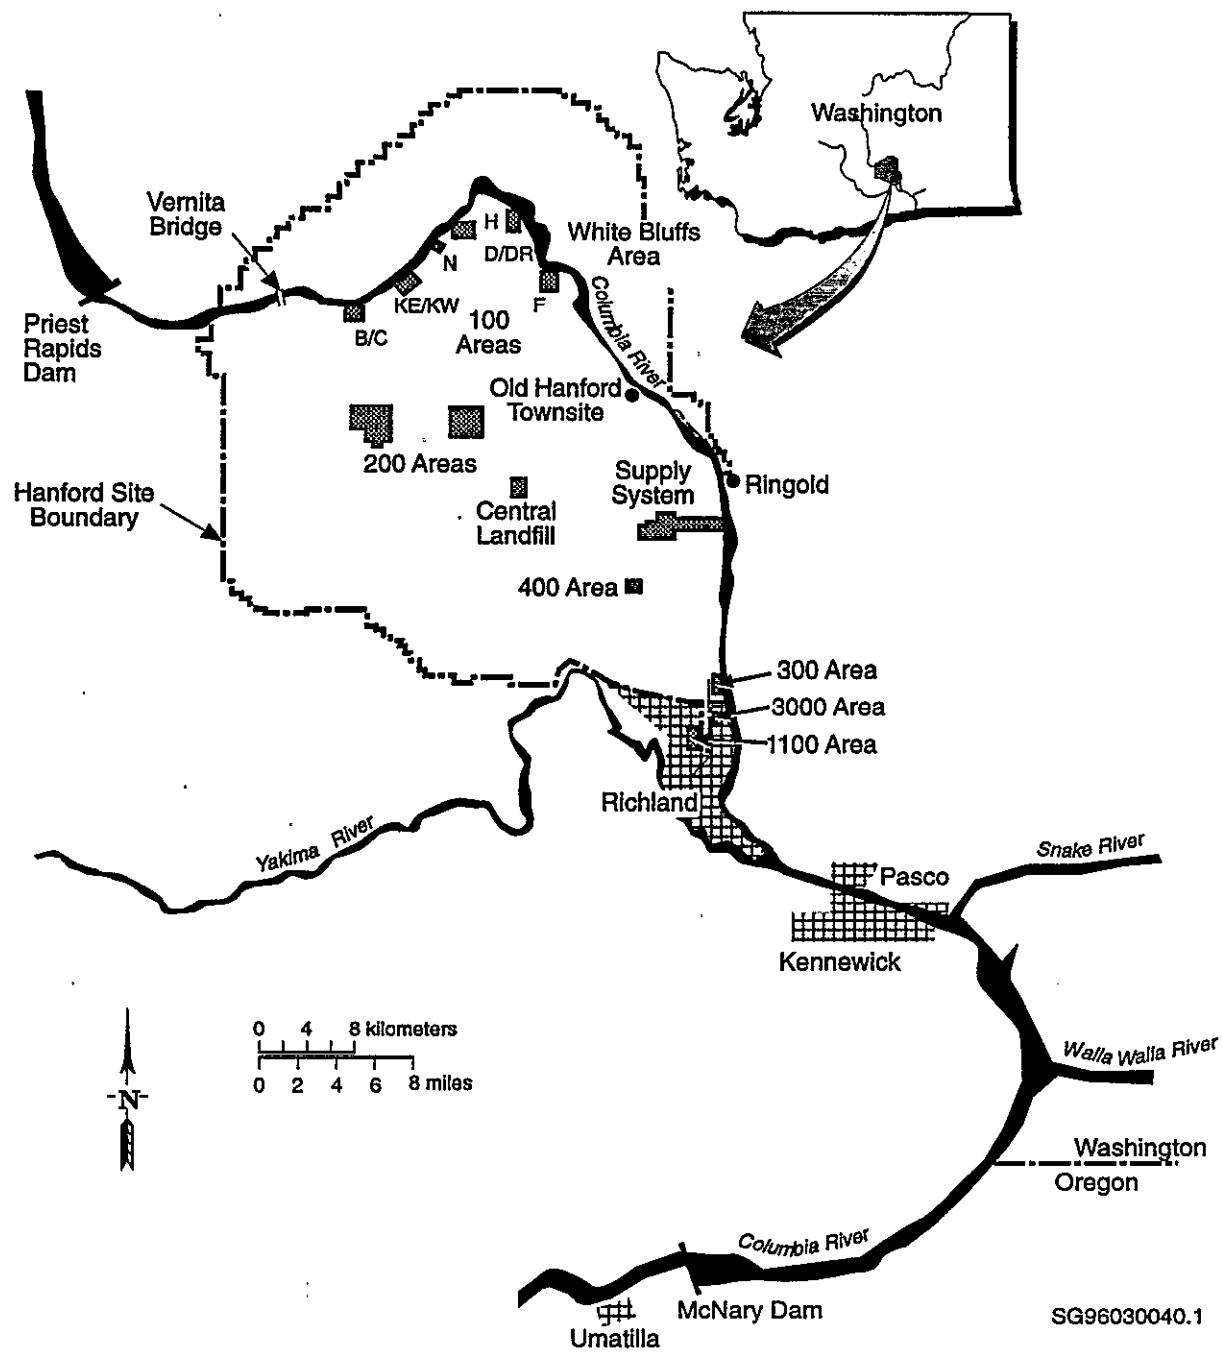 Washington
Vernita
Bridge
White Bluffs
Area
H
D/DR
N
KE/KW
F
B/C
100
Areas
Columbia River
Priest
Rapids
Dam
Old Hanford
Townsite
200 Areas
Supply
System
Ringold
Hanford Site
Boundary
Central
Landfill
400 Area
300 Area
3000 Area
1100 Area
Richland
Yakima River
Snake River
Pasco
Kennewick
0 4 8 kilometers
0 2 4 6 8 miles
N
Walla Walla River
Washington
Oregon
Columbia River
McNary Dam
Umatilla
SG96030040.1